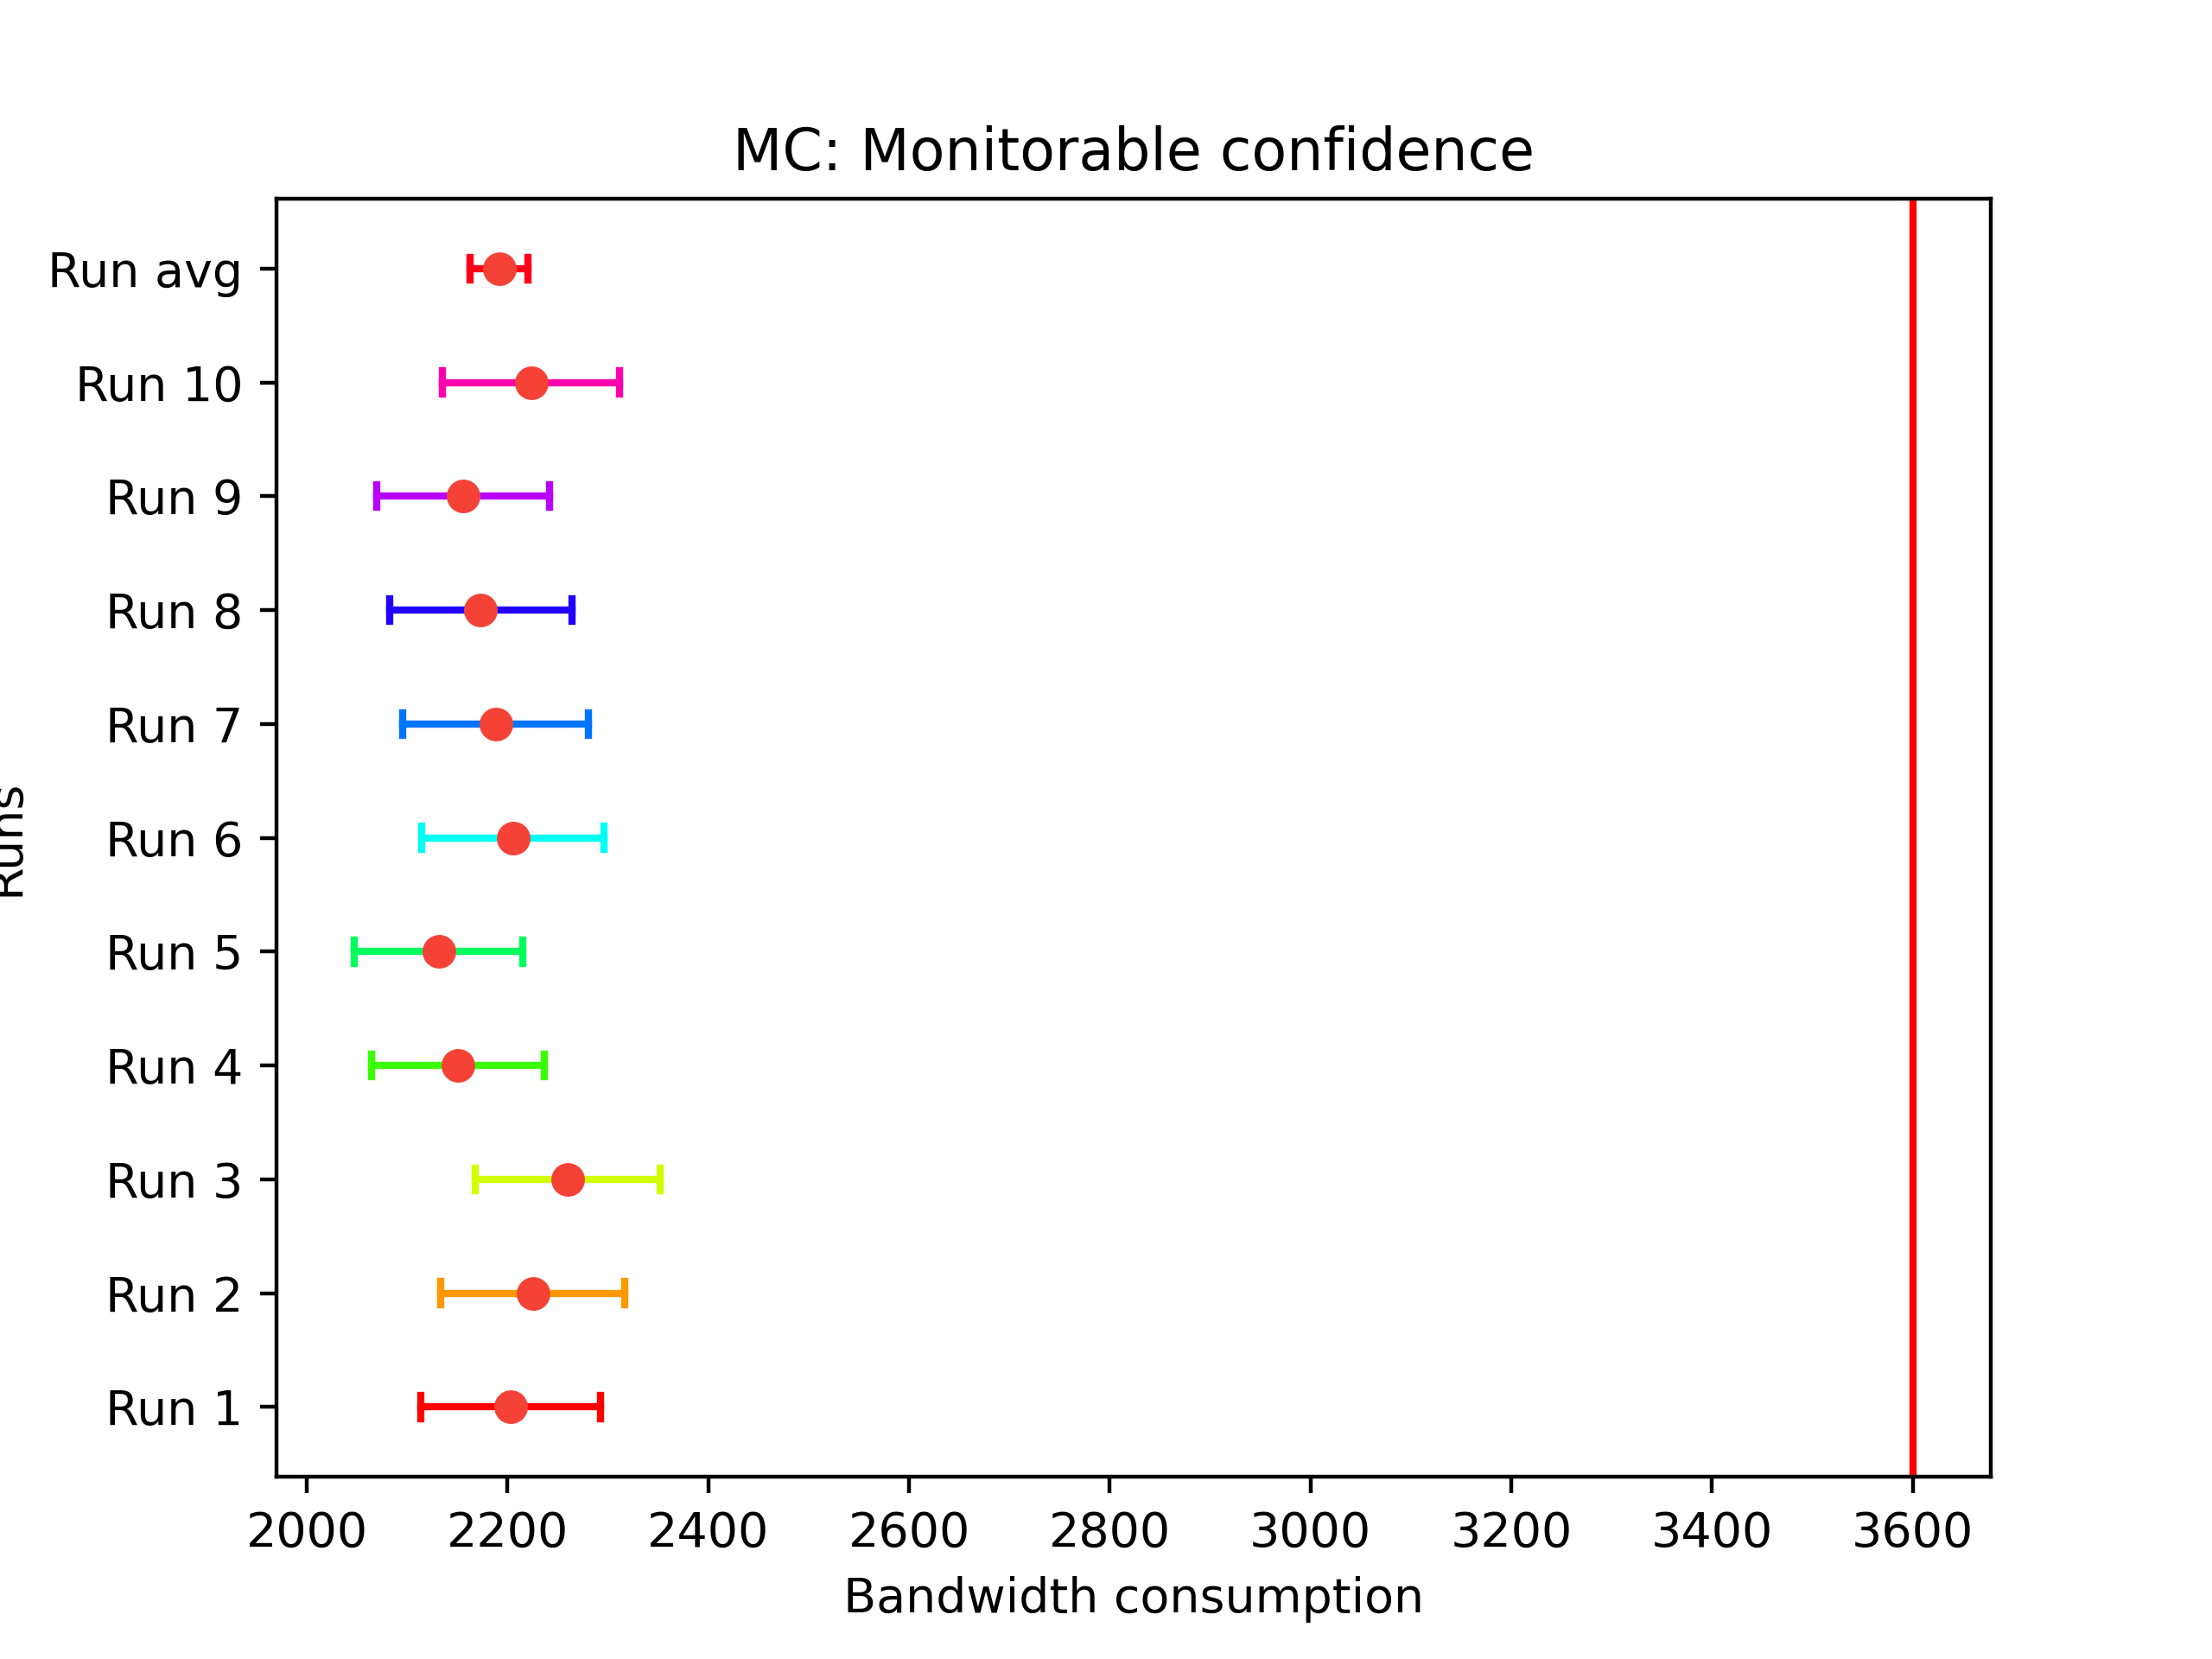 MC: Monitorable confidence
Run avg
Run 10
Run 9
Run 8
Run 7
Run 6
Runs
Run 5
Run 4
Run 3
Run 2
Run 1
2000 2200 2400 2600 2800 3000 3200 3400 3600
Bandwidth consumption